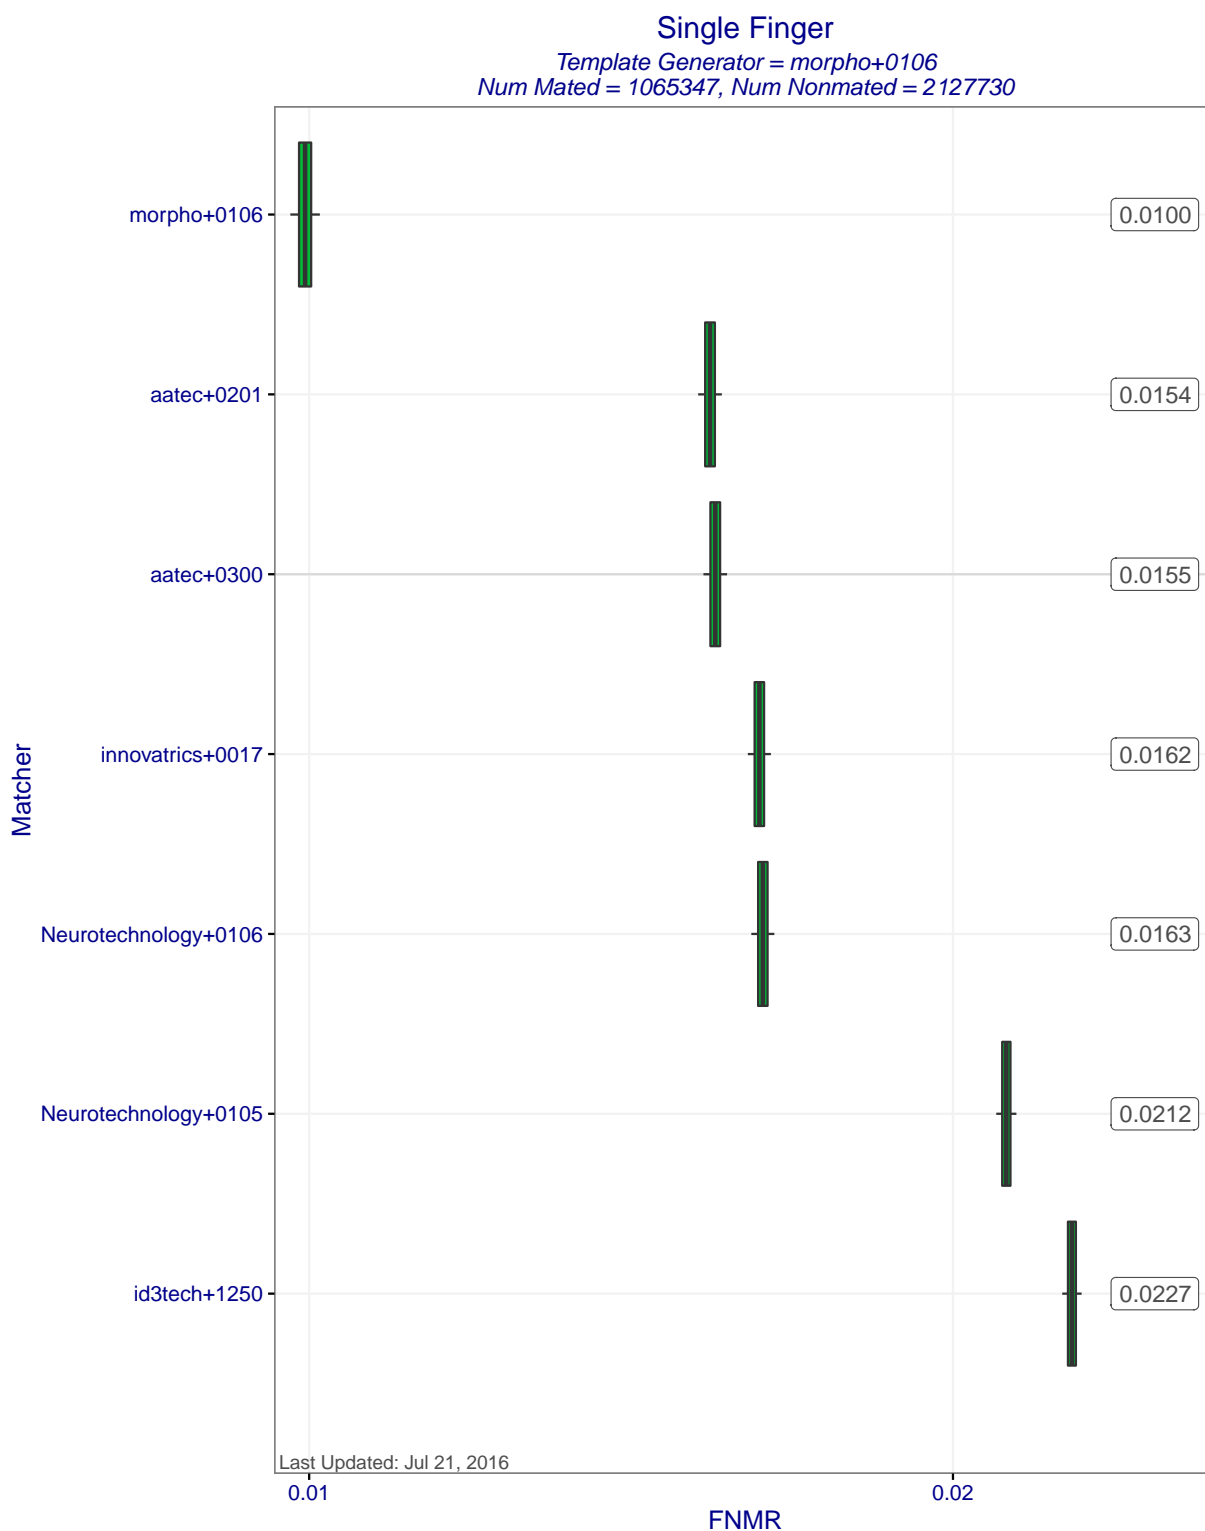 Single Finger
Template Generator = morpho+0106
Num Mated = 1065347, Num Nonmated = 2127730
morpho+0106
0.0100
aatec+0201
0.0154
aatec+0300
0.0155
innovatrics+0017
0.0162
Matcher
Neurotechnology+0106
0.0163
Neurotechnology+0105
0.0212
id3tech+1250
0.0227
Last Updated: Jul 21, 2016
0.01
0.02
FNMR